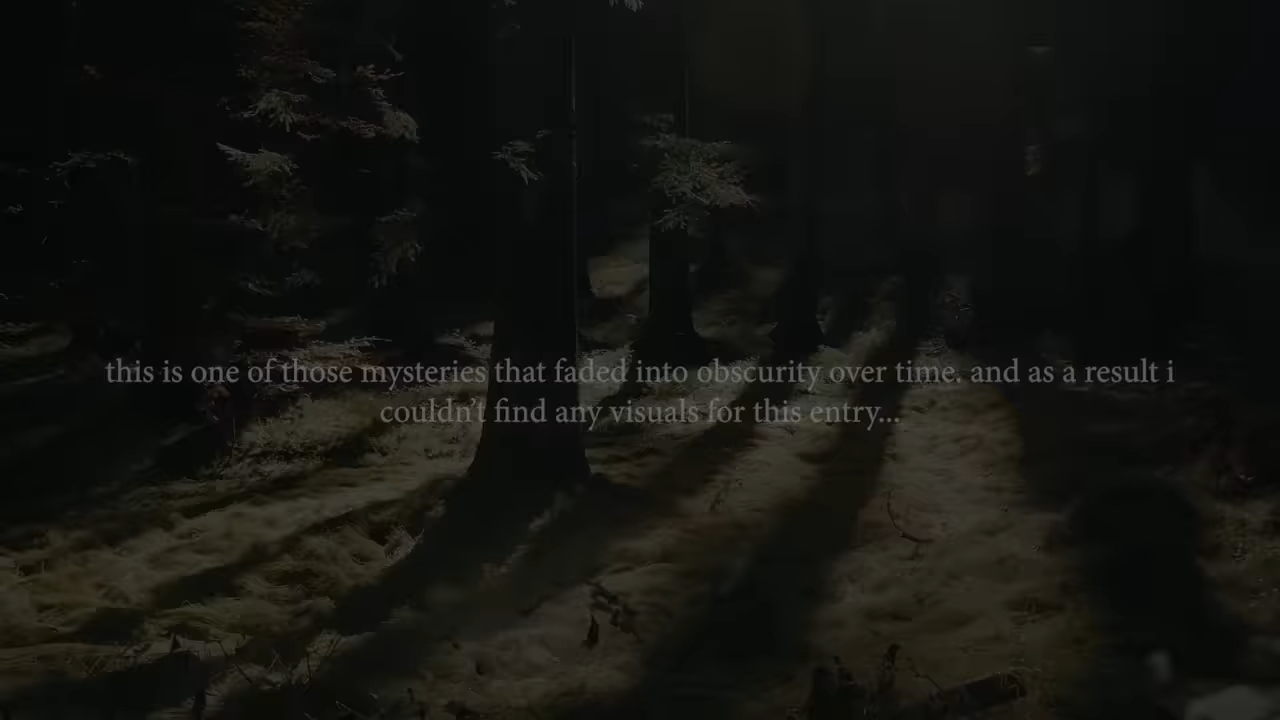 this is one of those mysteries that faded into obscurity over time. and as a result i
couldn't find any visuals for this entry...